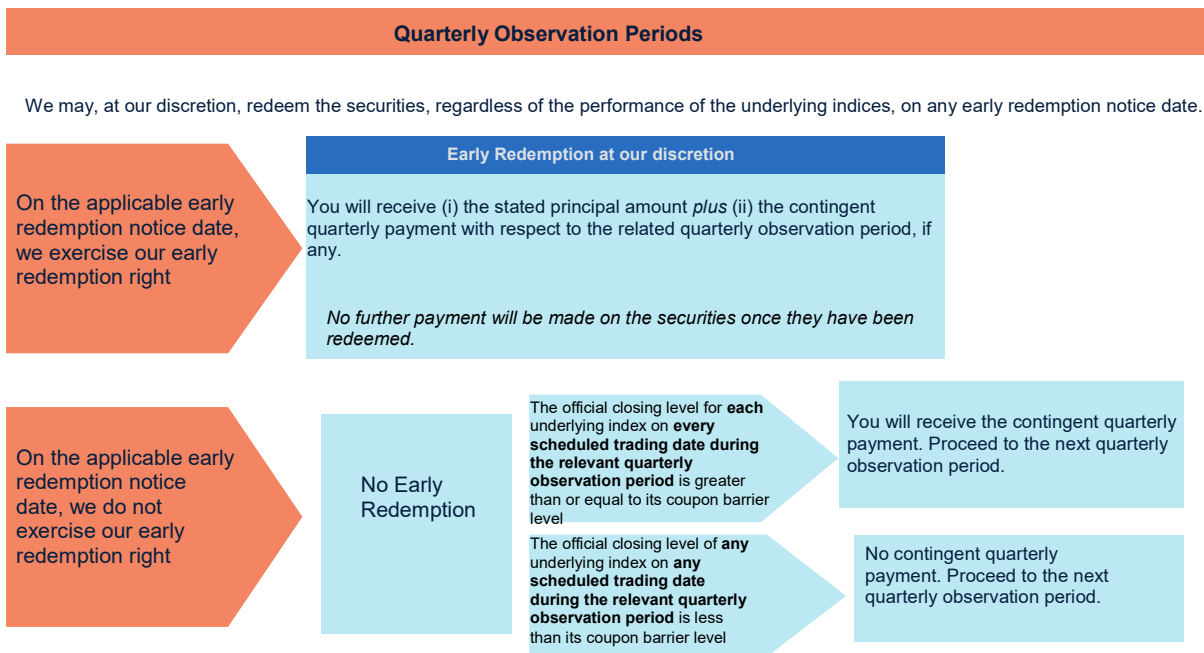 Quarterly Observation Periods
We may, at our discretion, redeem the securities, regardless of the performance of the underlying indices, on any early redemption notice date.
On the applicable early
redemption notice date,
we exercise our early
redemption right
Early Redemption at our discretion
You will receive (i) the stated principal amount plus (ii) the contingent
quarterly payment with respect to the related quarterly observation period, if
any.
No further payment will be made on the securities once they have been
redeemed.
On the applicable early
redemption notice
date, we do not
exercise our early
redemption right
No Early
Redemption
The official closing level for each
underlying index on every
scheduled trading date during
the relevant quarterly
observation period is greater
than or equal to its coupon barrier
level
You will receive the contingent quarterly
payment. Proceed to the next quarterly
observation period.
The official closing level of any
underlying index on any
scheduled trading date
during the relevant quarterly
observation period is less
than its coupon barrier level
No contingent quarterly
payment. Proceed to the next
quarterly observation period.